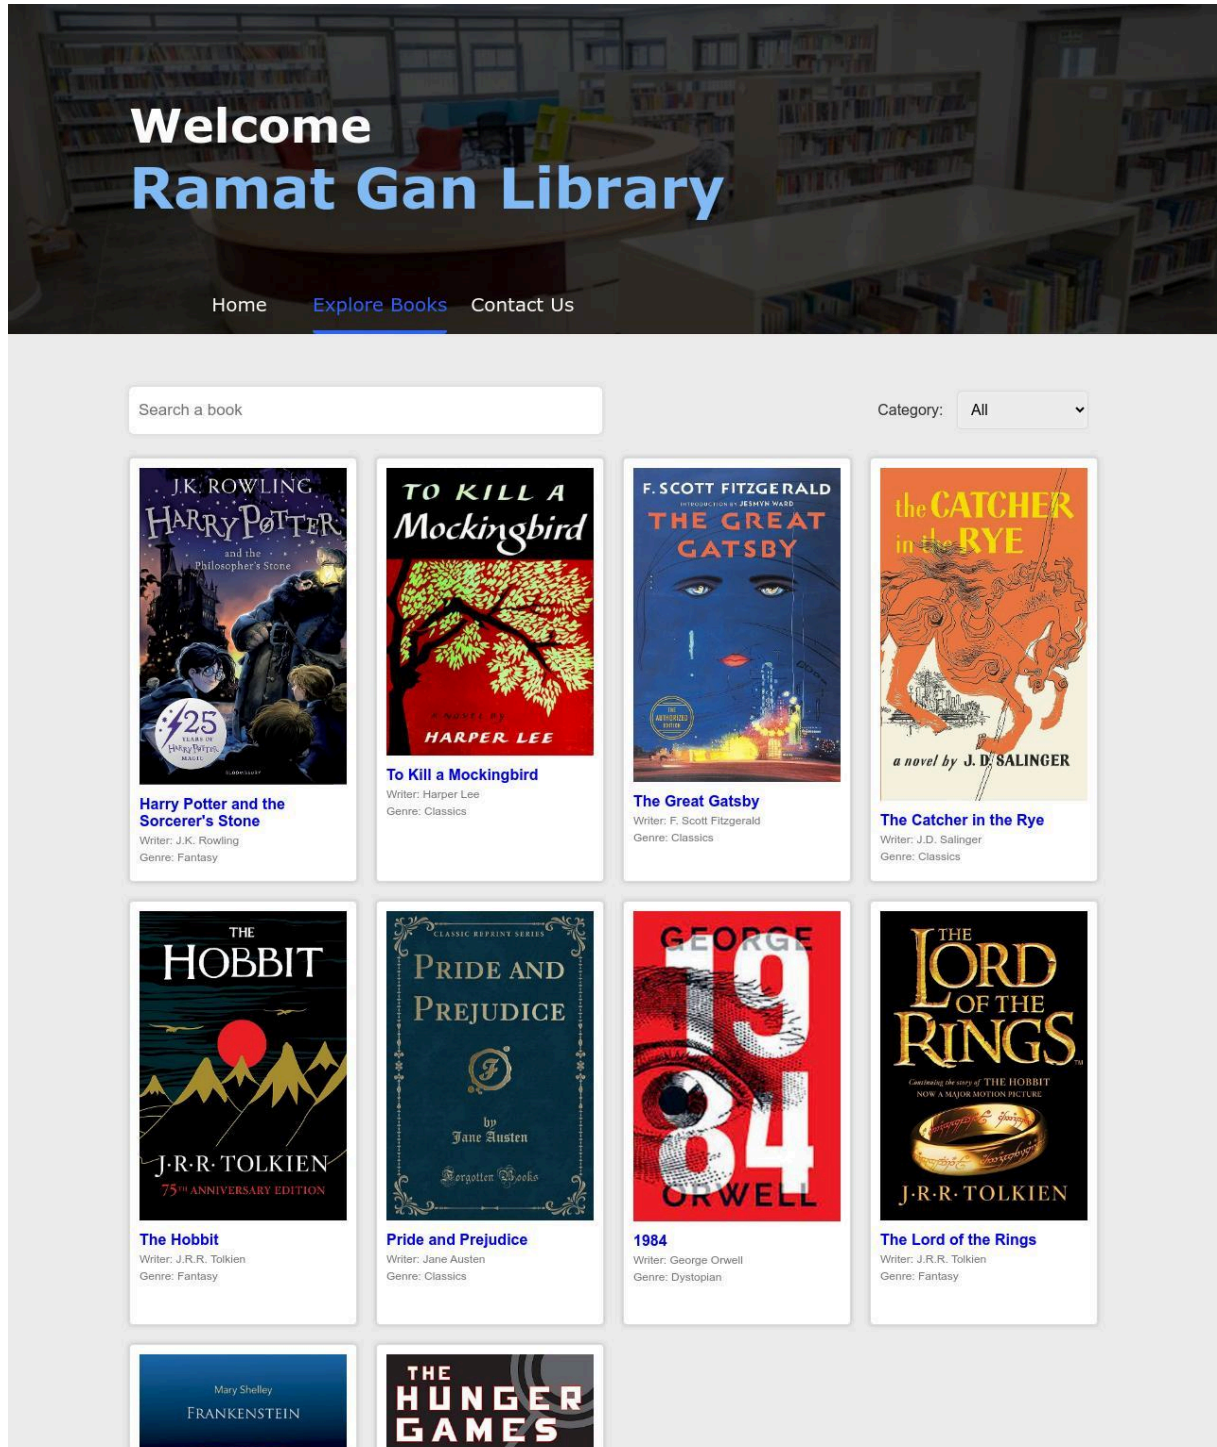 Welcome
Ramat Gan Library
Home Explore Books Contact Us
Search a book
Category: All
J.K. ROWLING
HARRY POTTER
and the
Philosopher's Stone
25
YEARS OF
HARRY POTTER
MAGIC
BLOOMSBURY
Harry Potter and the
Sorcerer's Stone
Writer: J.K. Rowling
Genre: Fantasy
TO KILL A
Mockingbird
A NOVEL BY
HARPER LEE
To Kill a Mockingbird
Writer: Harper Lee
Genre: Classics
F. SCOTT FITZGERALD
INTRODUCTION BY JESMYN WARD
THE GREAT
GATSBY
THE
AUTHORIZED
EDITION
The Great Gatsby
Writer: F. Scott Fitzgerald
Genre: Classics
the CATCHER
in the RYE
a novel by J. D. SALINGER
The Catcher in the Rye
Writer: J.D. Salinger
Genre: Classics
THE
HOBBIT
J·R·R· TOLKIEN
75TH ANNIVERSARY EDITION
The Hobbit
Writer: J.R.R. Tolkien
Genre: Fantasy
CLASSIC REPRINT SERIES
PRIDE AND
PREJUDICE
F
by
Jane Austen
Forgotten Books
Pride and Prejudice
Writer: Jane Austen
Genre: Classics
GEORGE
19
84
ORWELL
1984
Writer: George Orwell
Genre: Dystopian
THE
LORD
OF THE
RINGS™
Continuing the story of THE HOBBIT
NOW A MAJOR MOTION PICTURE
J·R·R· TOLKIEN
The Lord of the Rings
Writer: J.R.R. Tolkien
Genre: Fantasy
Mary Shelley
FRANKENSTEIN
THE
HUNGER
GAMES